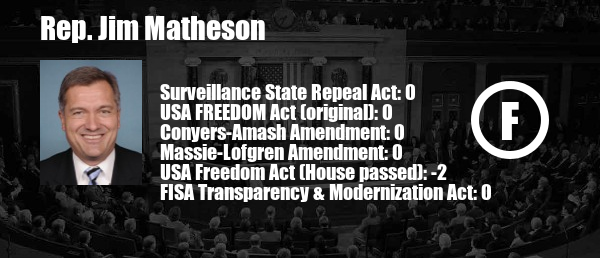 Rep. Jim Matheson
Surveillance State Repeal Act: 0
USA FREEDOM Act (original): 0
Conyers-Amash Amendment: 0
Massie-Lofgren Amendment: 0
USA Freedom Act (House passed): -2
FISA Transparency & Modernization Act: 0
F